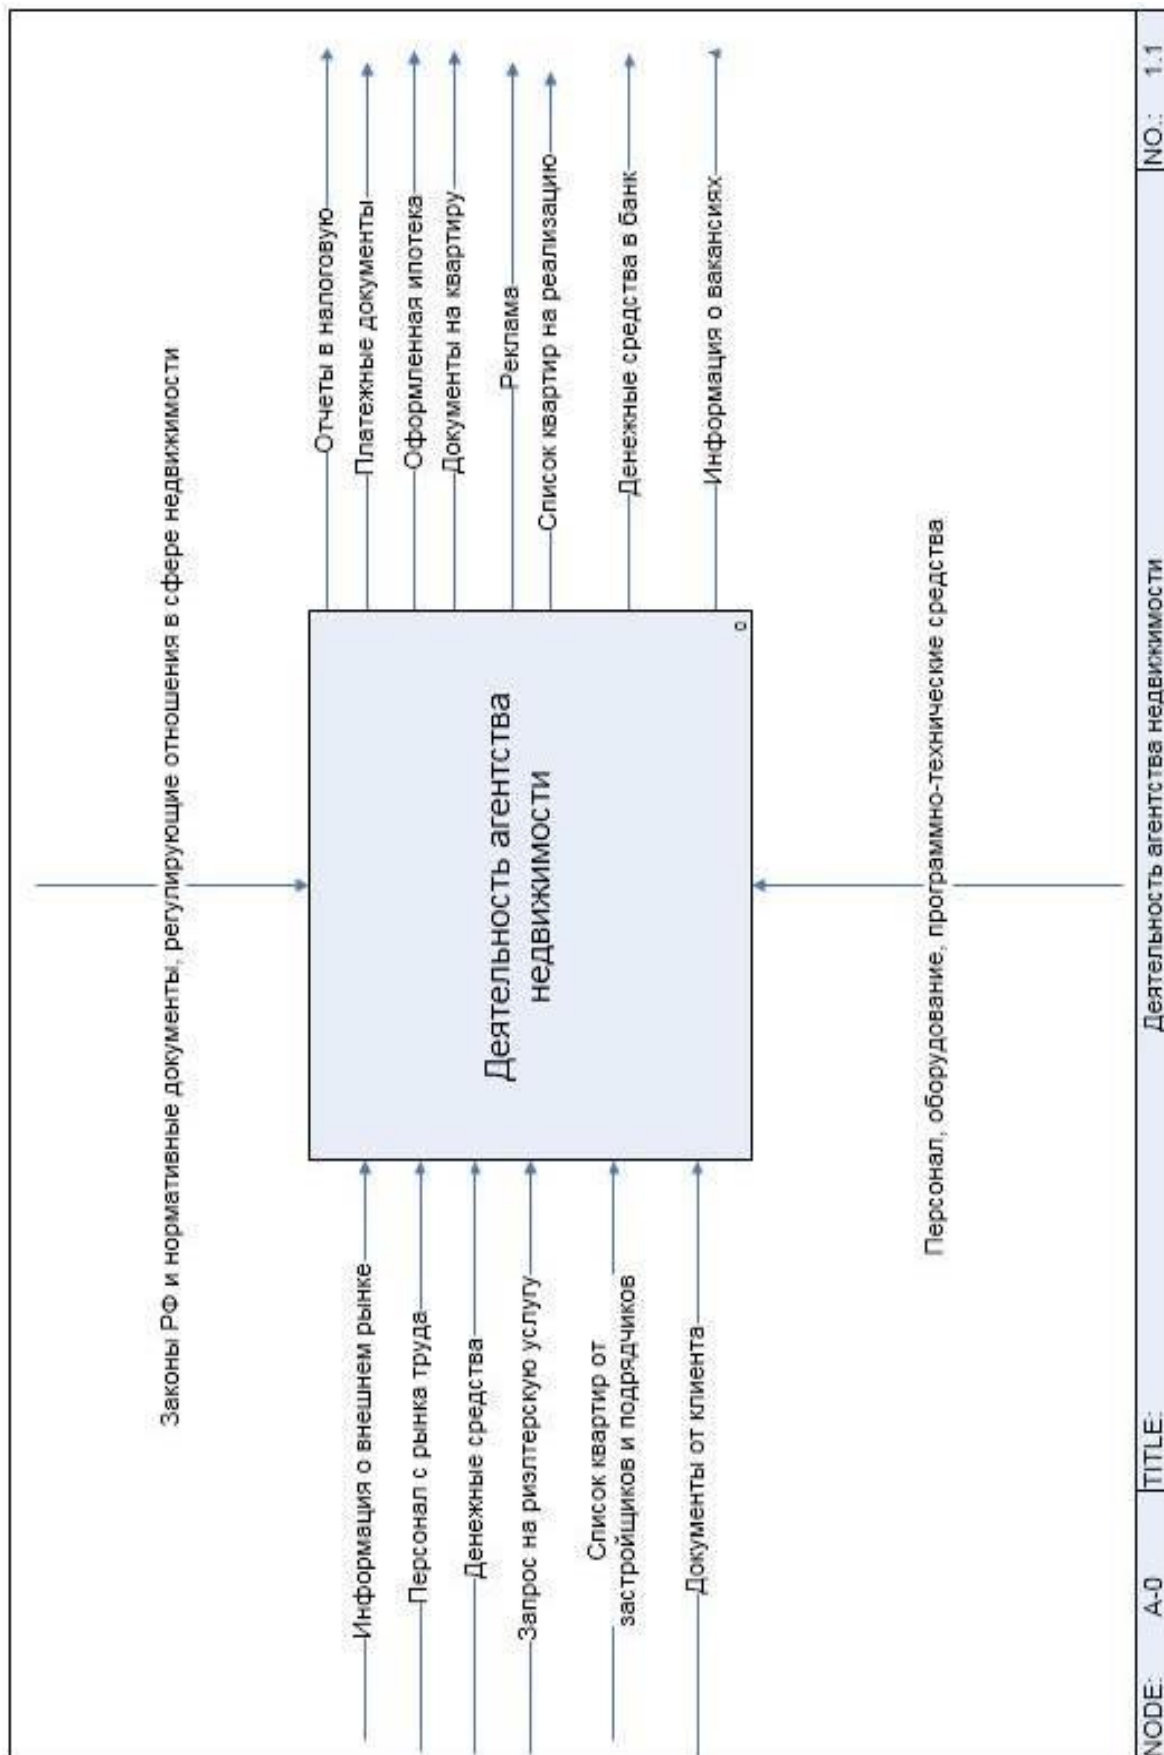 Законы РФ и нормативные документы, регулирующие отношения в сфере недвижимости
Информация о внешнем рынке
Персонал с рынка труда
Денежные средства
Запрос на риэлтерскую услугу
Список квартир от
застройщиков и подрядчиков
Документы от клиента
Деятельность агентства
недвижимости
0
Отчеты в налоговую
Платежные документы
Оформленная ипотека
Документы на квартиру
Реклама
Список квартир на реализацию
Денежные средства в банк
Информация о вакансиях
Персонал, оборудование, программно-технические средства
NODE: A-0 TITLE: Деятельность агентства недвижимости NO.: 1.1